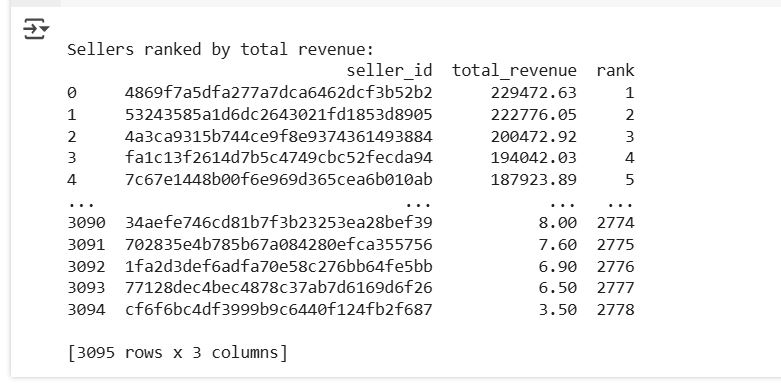 Sellers ranked by total revenue:
seller_id total_revenue rank
0 4869f7a5dfa277a7dca6462dcf3b52b2 229472.63 1
1 53243585a1d6dc2643021fd1853d8905 222776.05 2
2 4a3ca9315b744ce9f8e9374361493884 200472.92 3
3 fa1c13f2614d7b5c4749cbc52fecda94 194042.03 4
4 7c67e1448b00f6e969d365cea6b010ab 187923.89 5
... ... ... ...
3090 34aefe746cd81b7f3b23253ea28bef39 8.00 2774
3091 702835e4b785b67a084280efca355756 7.60 2775
3092 1fa2d3def6adfa70e58c276bb64fe5bb 6.90 2776
3093 77128dec4bec4878c37ab7d6169d6f26 6.50 2777
3094 cf6f6bc4df3999b9c6440f124fb2f687 3.50 2778
[3095 rows x 3 columns]